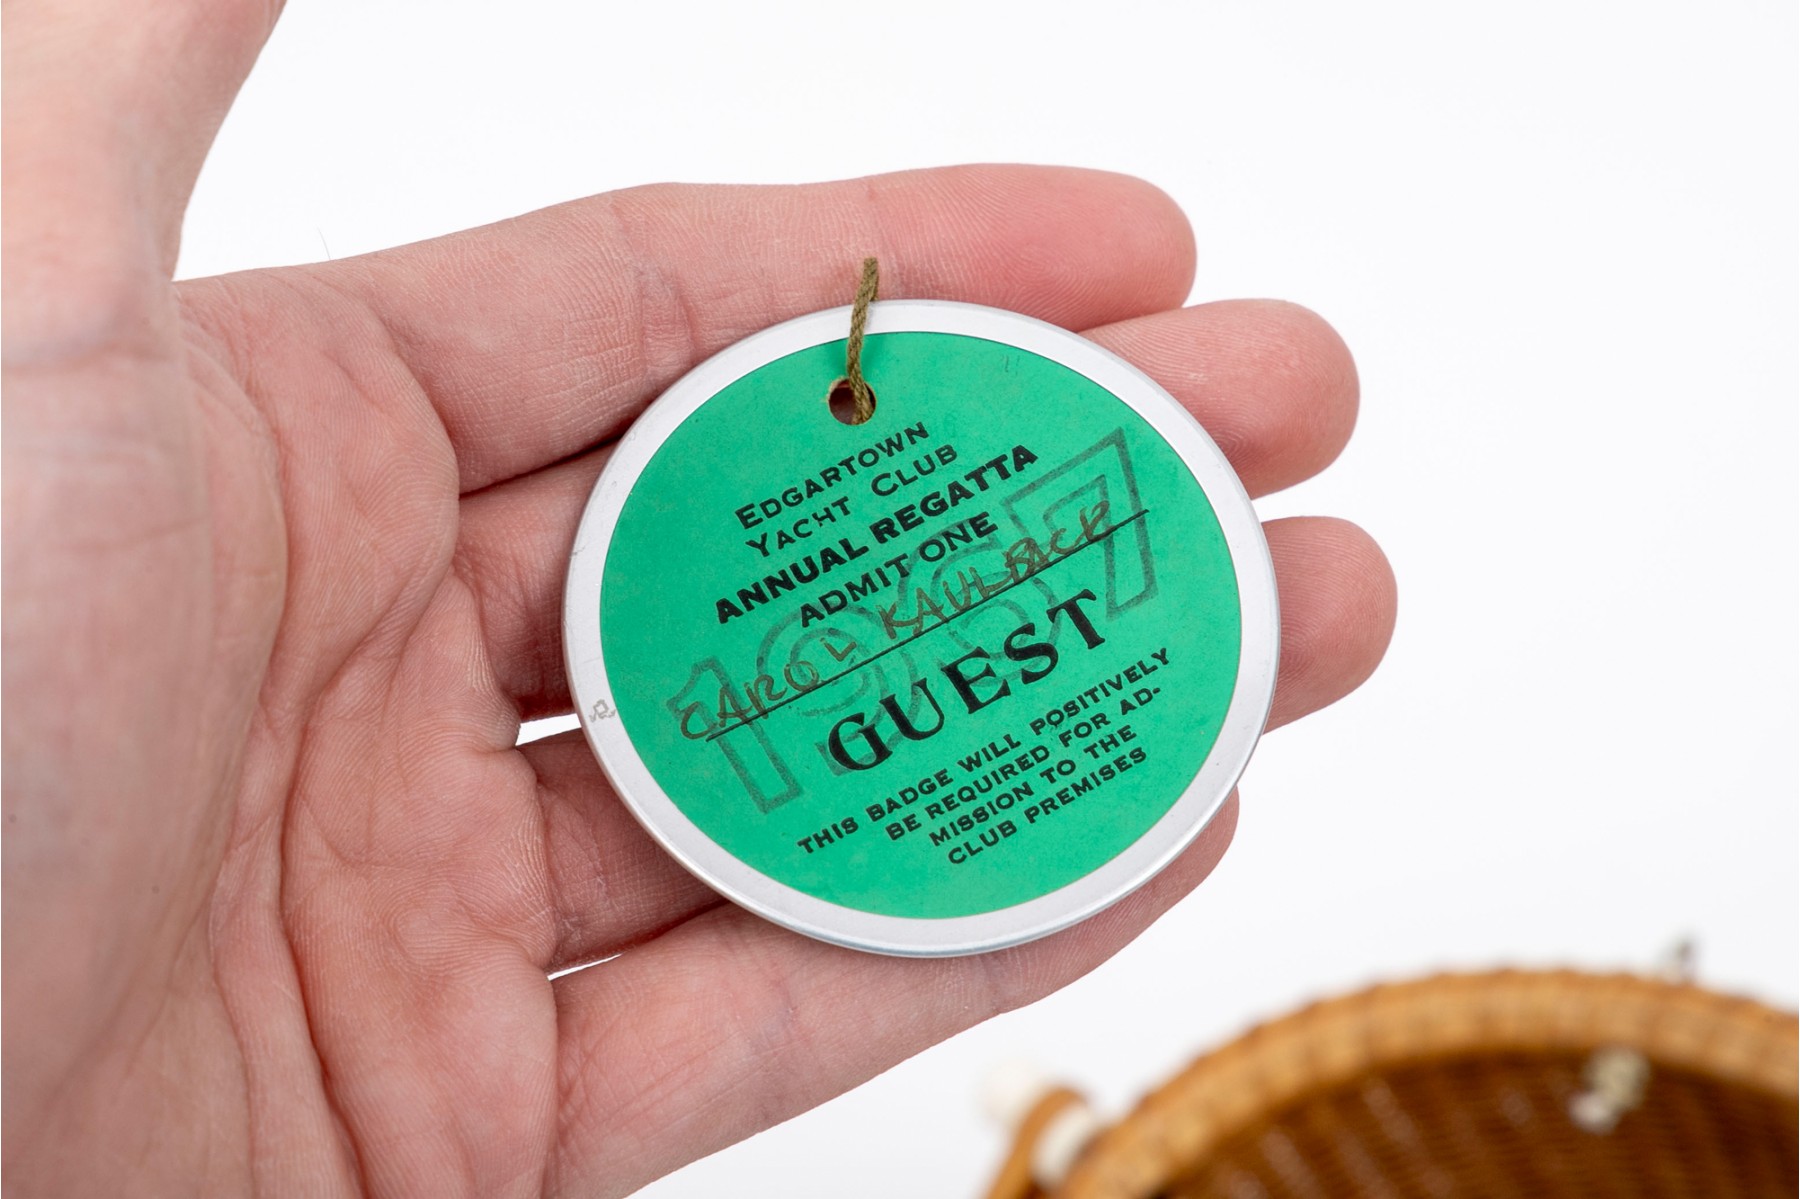 EDGARTOWN
YACHT CLUB
ANNUAL REGATTA
ADMIT ONE
1967
CAROL KAULBACK
GUEST
THIS BADGE WILL POSITIVELY
BE REQUIRED FOR AD-
MISSION TO THE
CLUB PREMISES